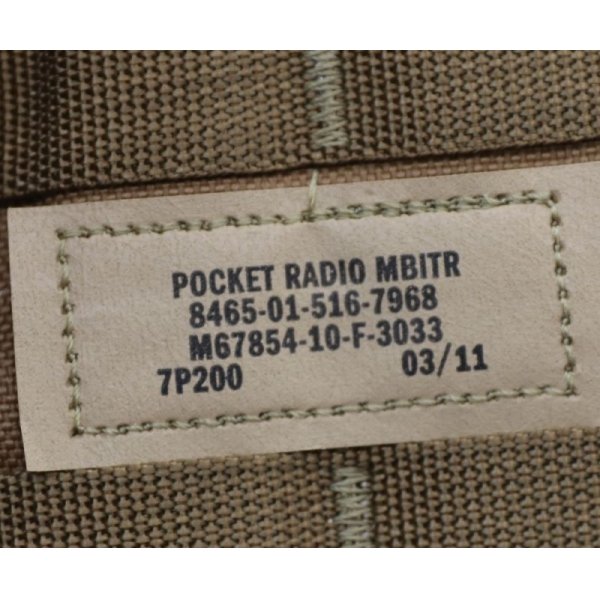 POCKET RADIO MBITR
8465-01-516-7968
M67854-10-F-3033
7P200 03/11